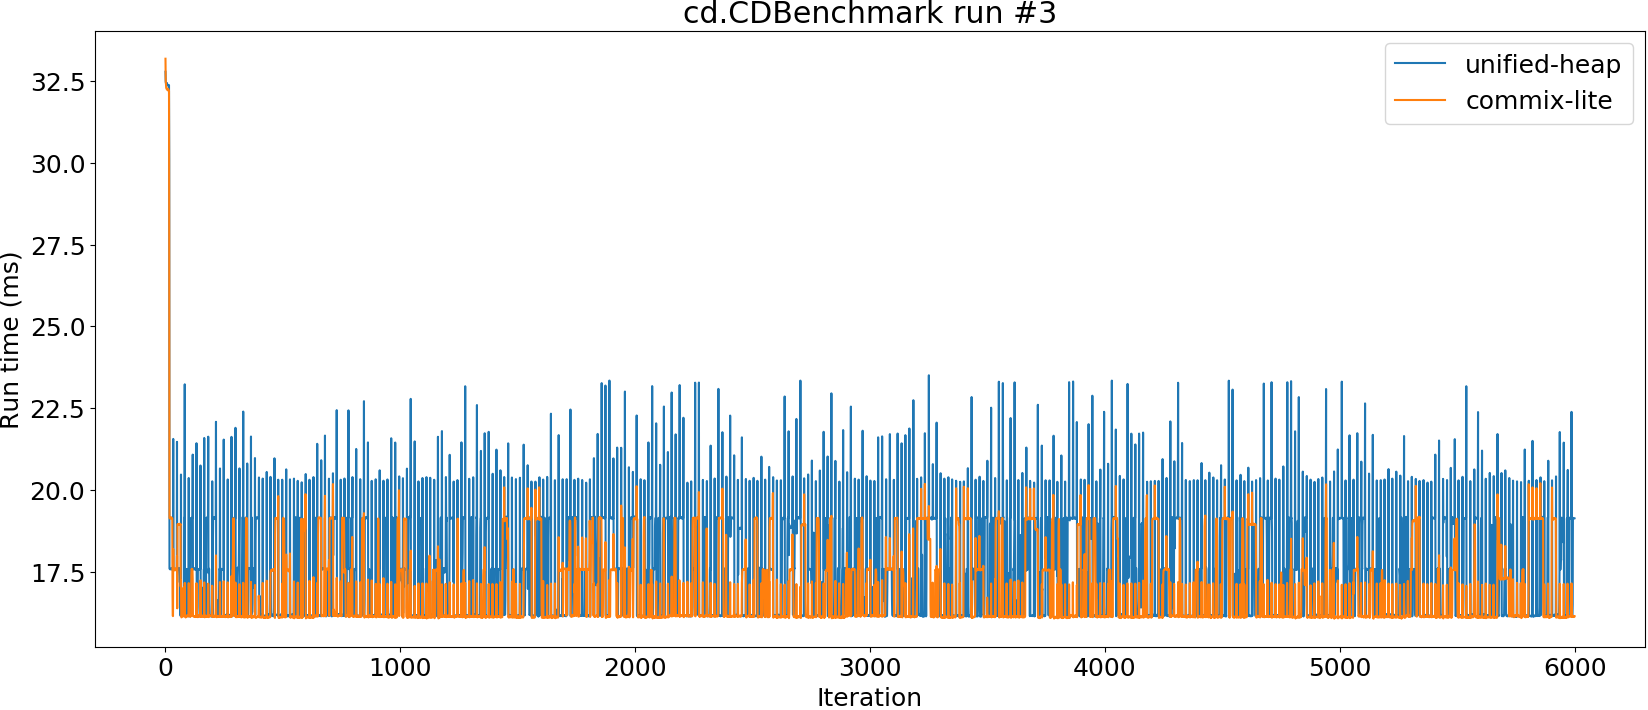 cd.CDBenchmark run #3
unified-heap
commix-lite
Run time (ms)
32.5
30.0
27.5
25.0
22.5
20.0
17.5
0 1000 2000 3000 4000 5000 6000
Iteration